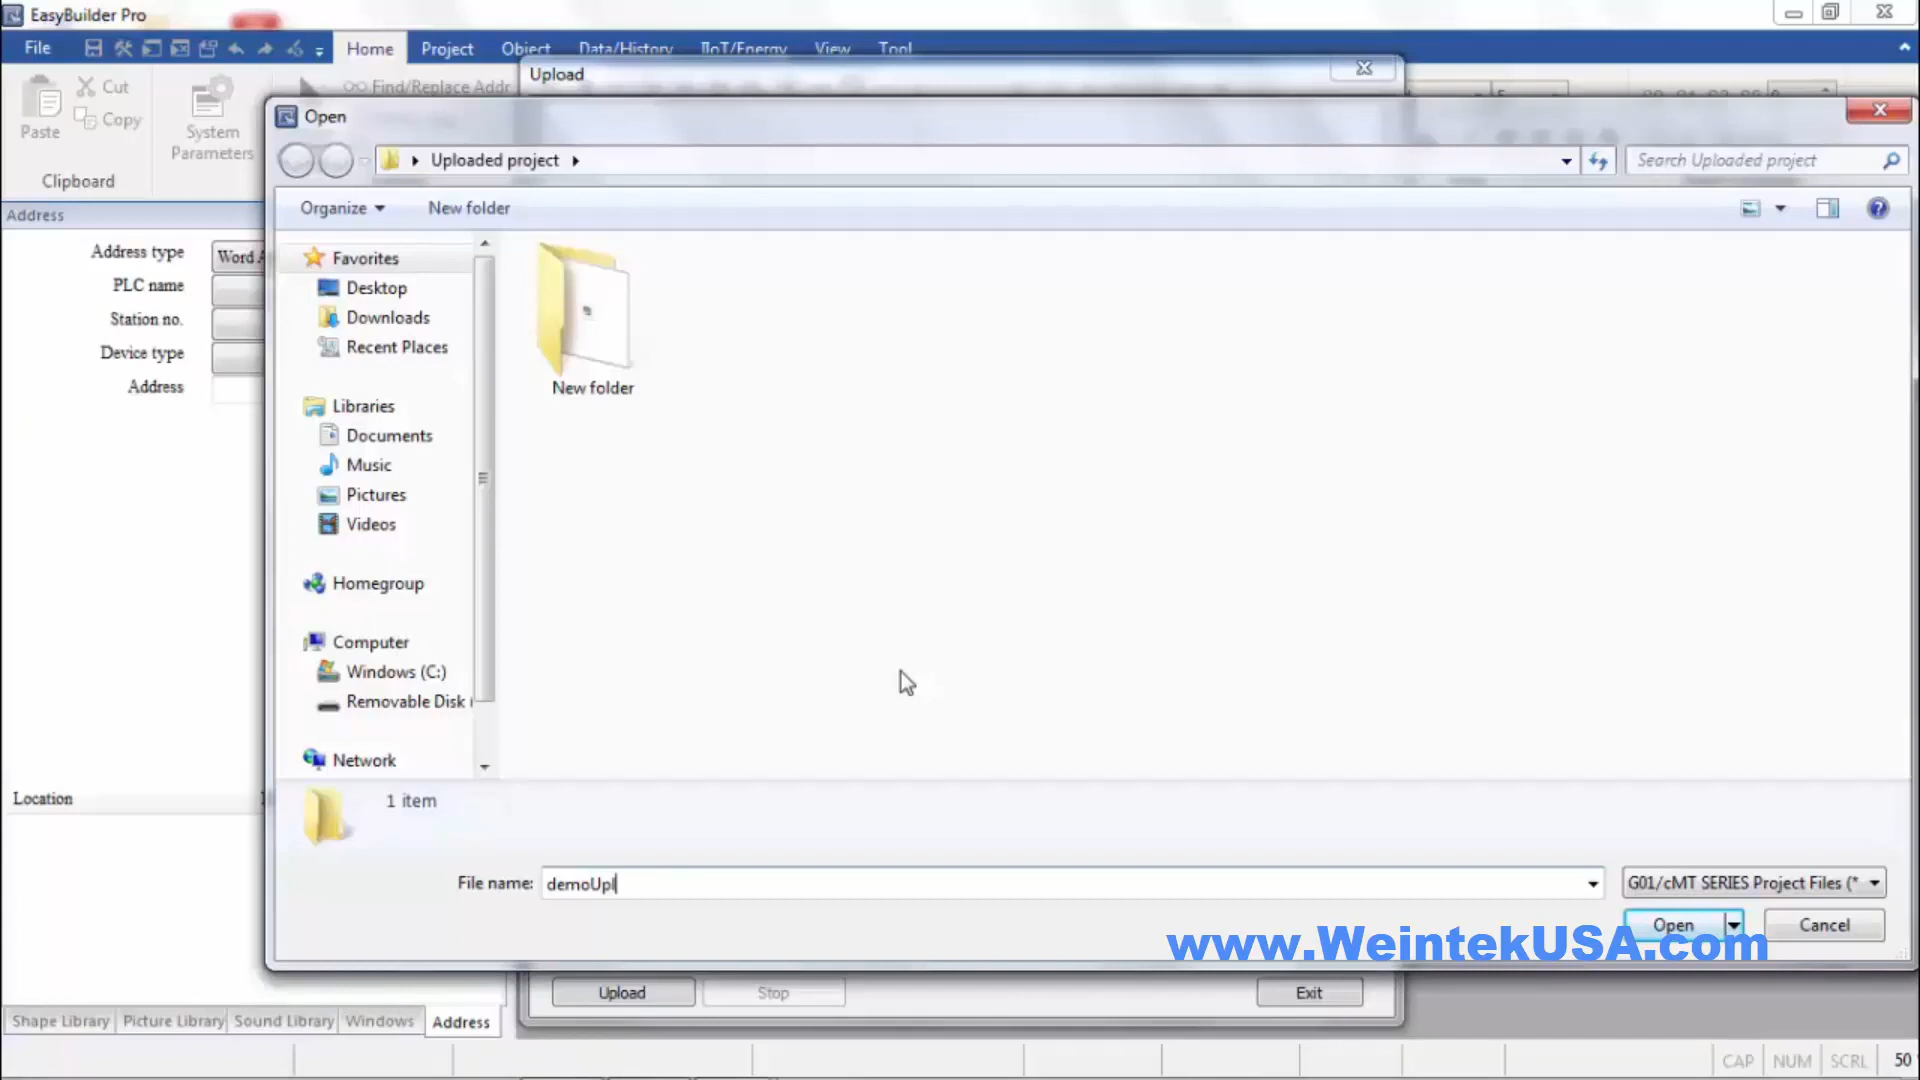 EasyBuilder Pro
File
Home
Project
Object
Data/History
IIoT/Energy
View
Tool
Upload
Cut
Copy
Paste
System
Parameters
Find/Replace Addr
Clipboard
Open
Uploaded project
Search Uploaded project
Organize
New folder
Address
Address type
Word A
PLC name
Station no.
Device type
Address
Favorites
Desktop
Downloads
Recent Places
Libraries
Documents
Music
Pictures
Videos
Homegroup
Computer
Windows (C:)
Removable Disk (
Network
New folder
Location
1 item
File name:
demoUpl
G01/cMT SERIES Project Files (*
Open
Cancel
www.WeintekUSA.com
Upload
Stop
Exit
Shape Library
Picture Library
Sound Library
Windows
Address
CAP
NUM
SCRL
50